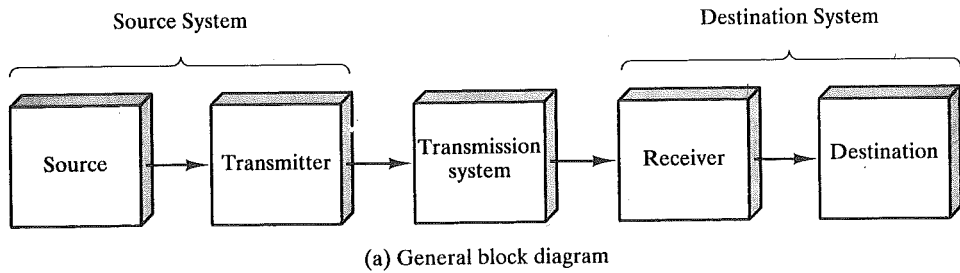 Source System
Destination System
Source
Transmitter
Transmission
system
Receiver
Destination
(a) General block diagram